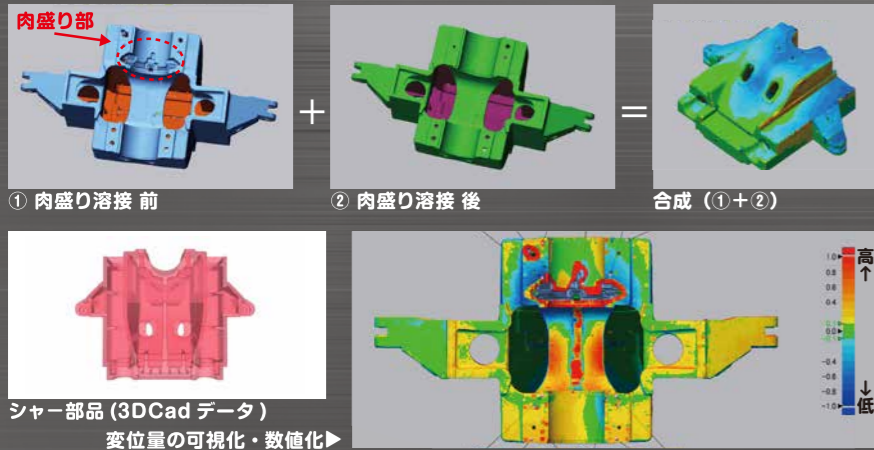 肉盛り部
＋
＝
① 肉盛り溶接 前
② 肉盛り溶接 後
合成（①＋②）
シャー部品 (3DCad データ )
変位量の可視化・数値化▶
高
↑
↓
低
1.0
0.8
0.6
0.4
0.1
0.0
-0.1
-0.4
-0.6
-0.8
-1.0